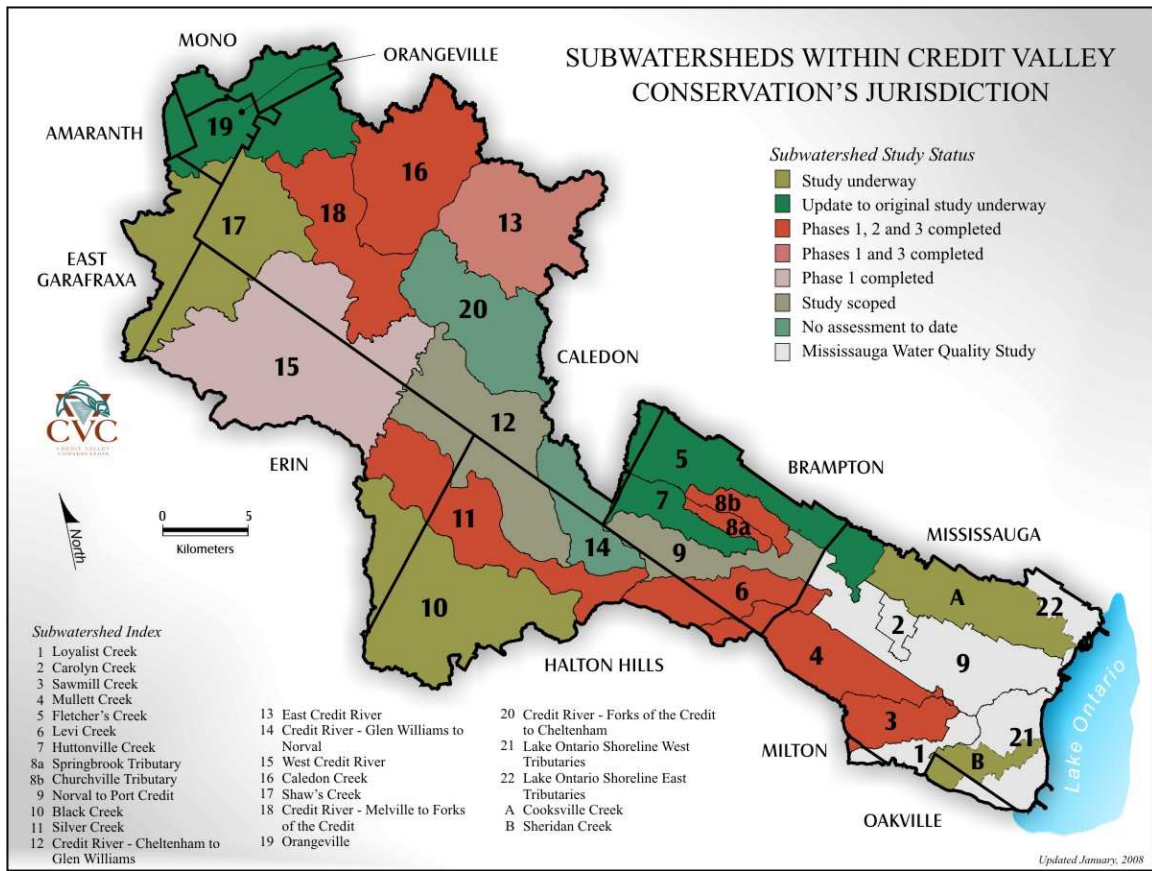 SUBWATERSHEDS WITHIN CREDIT VALLEY
CONSERVATION'S JURISDICTION
MONO
ORANGEVILLE
AMARANTH
EAST
GARAFRAXA
CALEDON
ERIN
BRAMPTON
MISSISSAUGA
HALTON HILLS
MILTON
OAKVILLE
Lake Ontario
19
16
18
17
13
20
15
12
5
7
8b
8a
11
14
9
10
6
A
22
2
4
9
3
21
1
B
Subwatershed Study Status
Study underway
Update to original study underway
Phases 1, 2 and 3 completed
Phases 1 and 3 completed
Phase 1 completed
Study scoped
No assessment to date
Mississauga Water Quality Study
CVC
CREDIT VALLEY
CONSERVATION
North
0 5
Kilometers
Subwatershed Index
1 Loyalist Creek
2 Carolyn Creek
3 Sawmill Creek
4 Mullett Creek
5 Fletcher's Creek
6 Levi Creek
7 Huttonville Creek
8a Springbrook Tributary
8b Churchville Tributary
9 Norval to Port Credit
10 Black Creek
11 Silver Creek
12 Credit River - Cheltenham to
Glen Williams
13 East Credit River
14 Credit River - Glen Williams to
Norval
15 West Credit River
16 Caledon Creek
17 Shaw's Creek
18 Credit River - Melville to Forks
of the Credit
19 Orangeville
20 Credit River - Forks of the Credit
to Cheltenham
21 Lake Ontario Shoreline West
Tributaries
22 Lake Ontario Shoreline East
Tributaries
A Cooksville Creek
B Sheridan Creek
Updated January, 2008